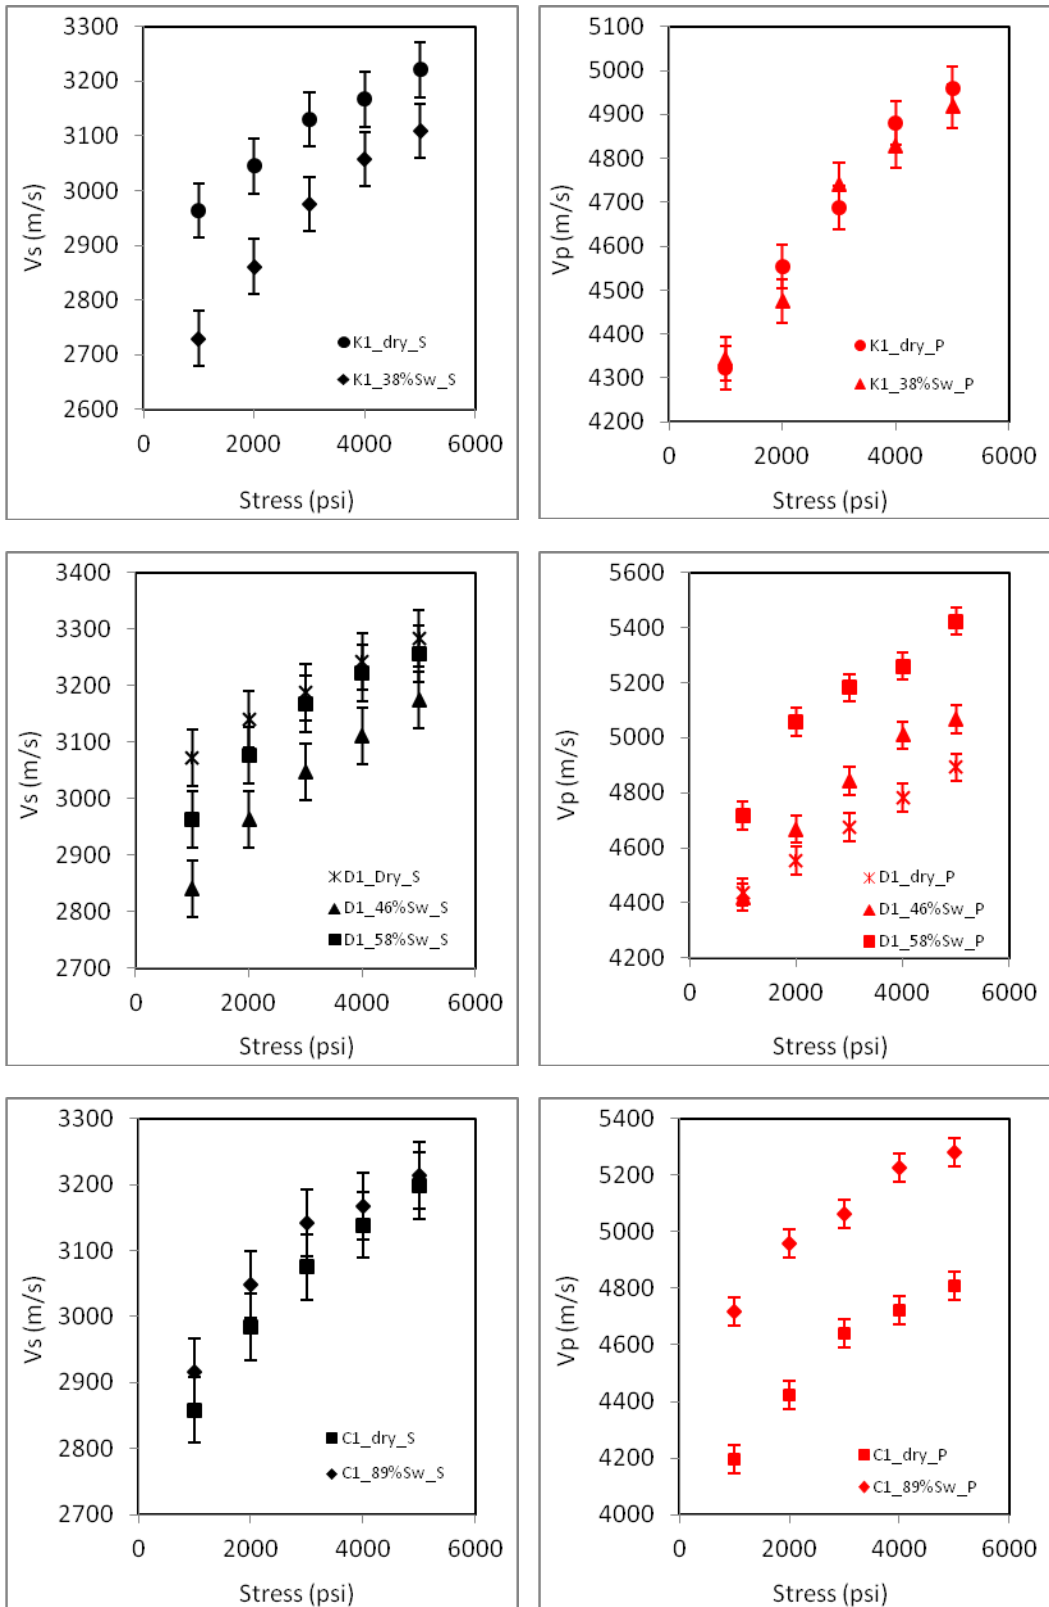 3300
3200
3100
3000
2900
2800
2700
2600
Vs (m/s)
K1_dry_S
K1_38%Sw_S
0 2000 4000 6000
Stress (psi)
5100
5000
4900
4800
4700
4600
4500
4400
4300
4200
Vp (m/s)
K1_dry_P
K1_38%Sw_P
0 2000 4000 6000
Stress (psi)
3400
3300
3200
3100
3000
2900
2800
2700
Vs (m/s)
D1_Dry_S
D1_46%Sw_S
D1_58%Sw_S
0 2000 4000 6000
Stress (psi)
5600
5400
5200
5000
4800
4600
4400
4200
Vp (m/s)
D1_dry_P
D1_46%Sw_P
D1_58%Sw_P
0 2000 4000 6000
Stress (psi)
3300
3200
3100
3000
2900
2800
2700
Vs (m/s)
C1_dry_S
C1_89%Sw_S
0 2000 4000 6000
Stress (psi)
5400
5200
5000
4800
4600
4400
4200
4000
Vp (m/s)
C1_dry_P
C1_89%Sw_P
0 2000 4000 6000
Stress (psi)